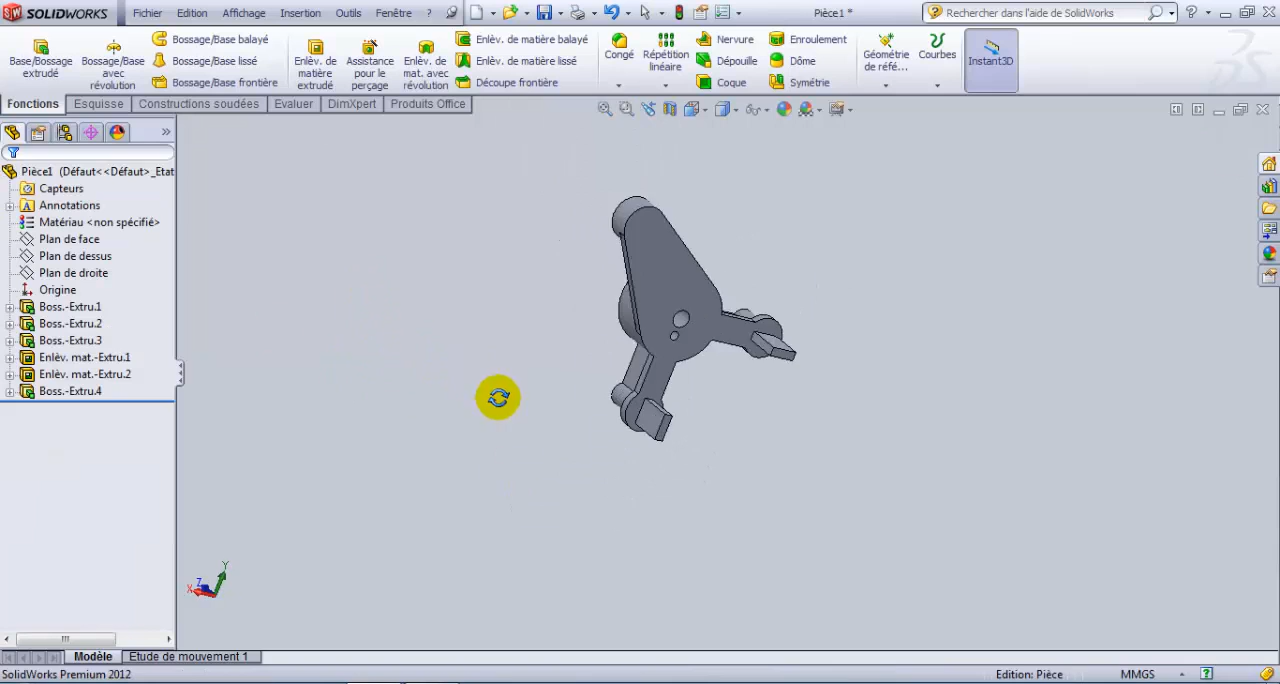 SOLIDWORKS Fichier Edition Affichage Insertion Outils Fenêtre ? Pièce1 * Rechercher dans l'aide de SolidWorks
Base/Bossage extrudé
Bossage/Base avec révolution
Bossage/Base balayé
Bossage/Base lissé
Bossage/Base frontière
Enlèv. de matière extrudé
Assistance pour le perçage
Enlèv. de mat. avec révolution
Enlèv. de matière balayé
Enlèv. de matière lissé
Découpe frontière
Congé
Répétition linéaire
Nervure
Dépouille
Coque
Enroulement
Dôme
Symétrie
Géométrie de réfé...
Courbes
Instant3D
Fonctions Esquisse Constructions soudées Evaluer DimXpert Produits Office
Pièce1 (Défaut<<Défaut>_Etat
Capteurs
Annotations
Matériau <non spécifié>
Plan de face
Plan de dessus
Plan de droite
Origine
Boss.-Extru.1
Boss.-Extru.2
Boss.-Extru.3
Enlèv. mat.-Extru.1
Enlèv. mat.-Extru.2
Boss.-Extru.4
Y
Z
X
Modèle Etude de mouvement 1
SolidWorks Premium 2012 Edition: Pièce MMGS